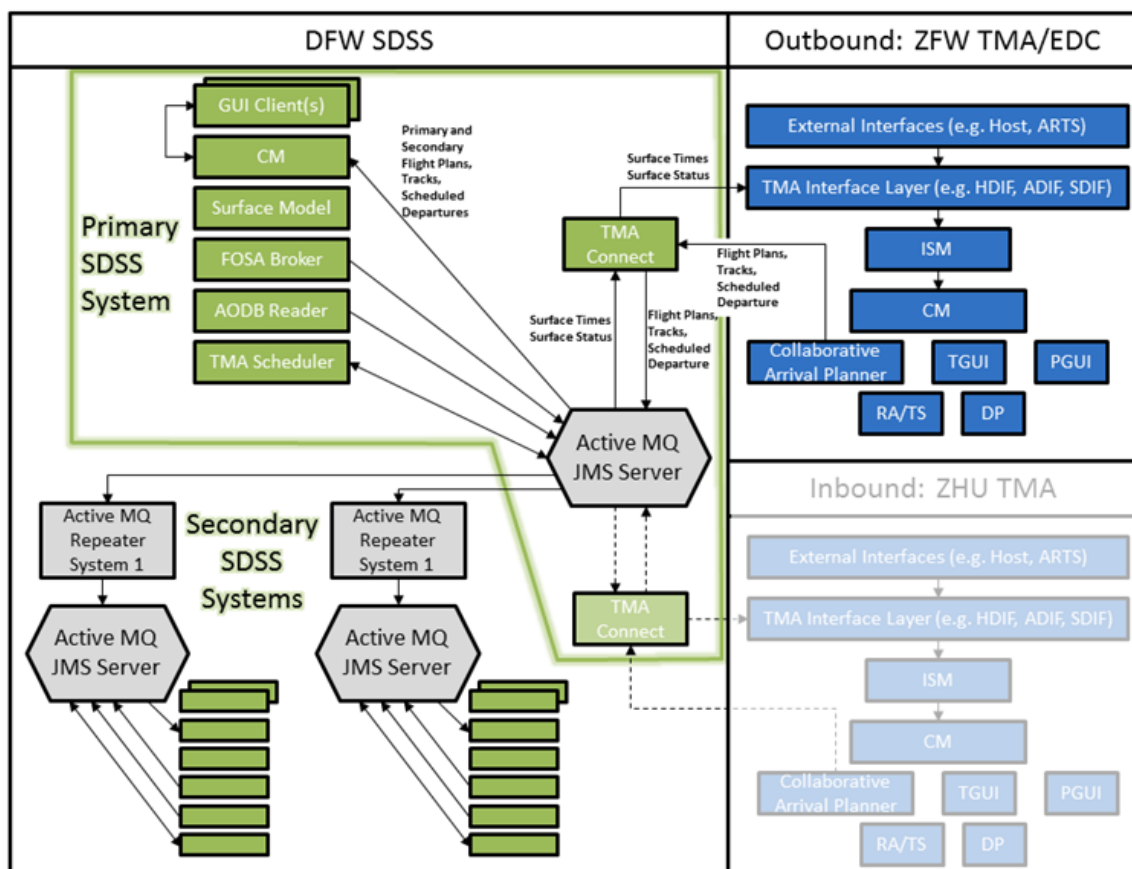 DFW SDSS
Outbound: ZFW TMA/EDC
GUI Client(s)
CM
Surface Model
FOSA Broker
AODB Reader
TMA Scheduler
Primary
SDSS
System
Primary and
Secondary
Flight Plans,
Tracks,
Scheduled
Departures
Surface Times
Surface Status
TMA
Connect
Flight Plans,
Tracks,
Scheduled
Departure
Surface Times
Surface Status
Flight Plans,
Tracks,
Scheduled
Departure
Active MQ
JMS Server
External Interfaces (e.g. Host, ARTS)
TMA Interface Layer (e.g. HDIF, ADIF, SDIF)
ISM
CM
Collaborative
Arrival Planner
TGUI
PGUI
RA/TS
DP
Active MQ
Repeater
System 1
Secondary
SDSS
Systems
Active MQ
Repeater
System 1
Active MQ
JMS Server
Active MQ
JMS Server
TMA
Connect
Inbound: ZHU TMA
External Interfaces (e.g. Host, ARTS)
TMA Interface Layer (e.g. HDIF, ADIF, SDIF)
ISM
CM
Collaborative
Arrival Planner
TGUI
PGUI
RA/TS
DP